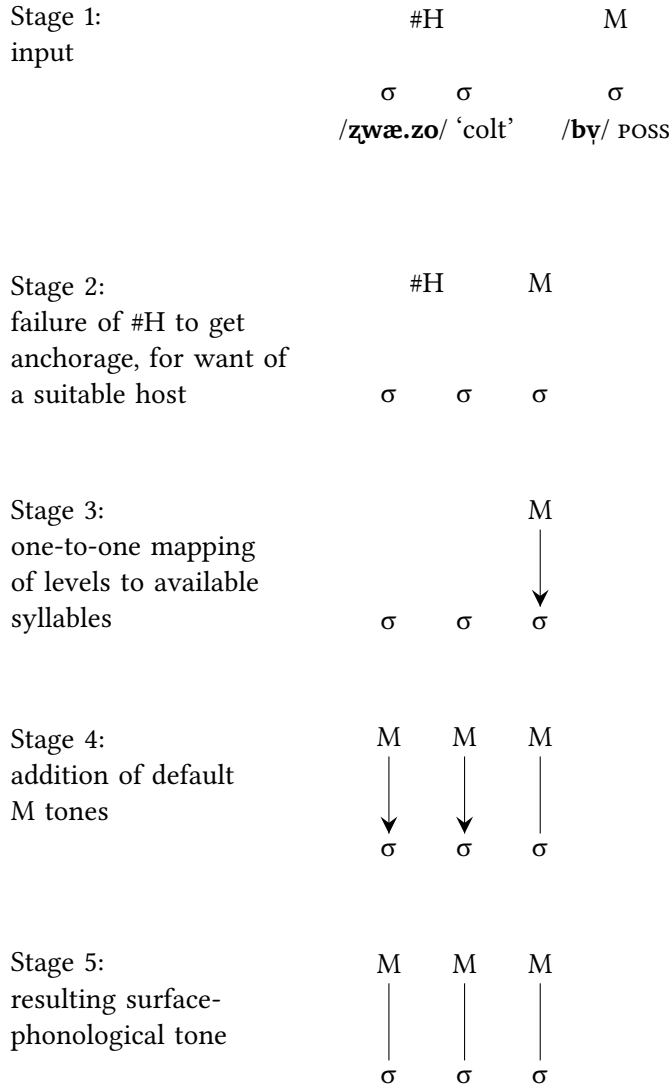 Stage 1: #H M
input
σ σ σ
/ʐwæ.zo/ ‘colt’ /bv̩/ POSS
Stage 2: #H M
failure of #H to get
anchorage, for want of
a suitable host σ σ σ
Stage 3: M
one-to-one mapping
of levels to available
syllables σ σ σ
Stage 4: M M M
addition of default
M tones
σ σ σ
Stage 5: M M M
resulting surface-
phonological tone
σ σ σ